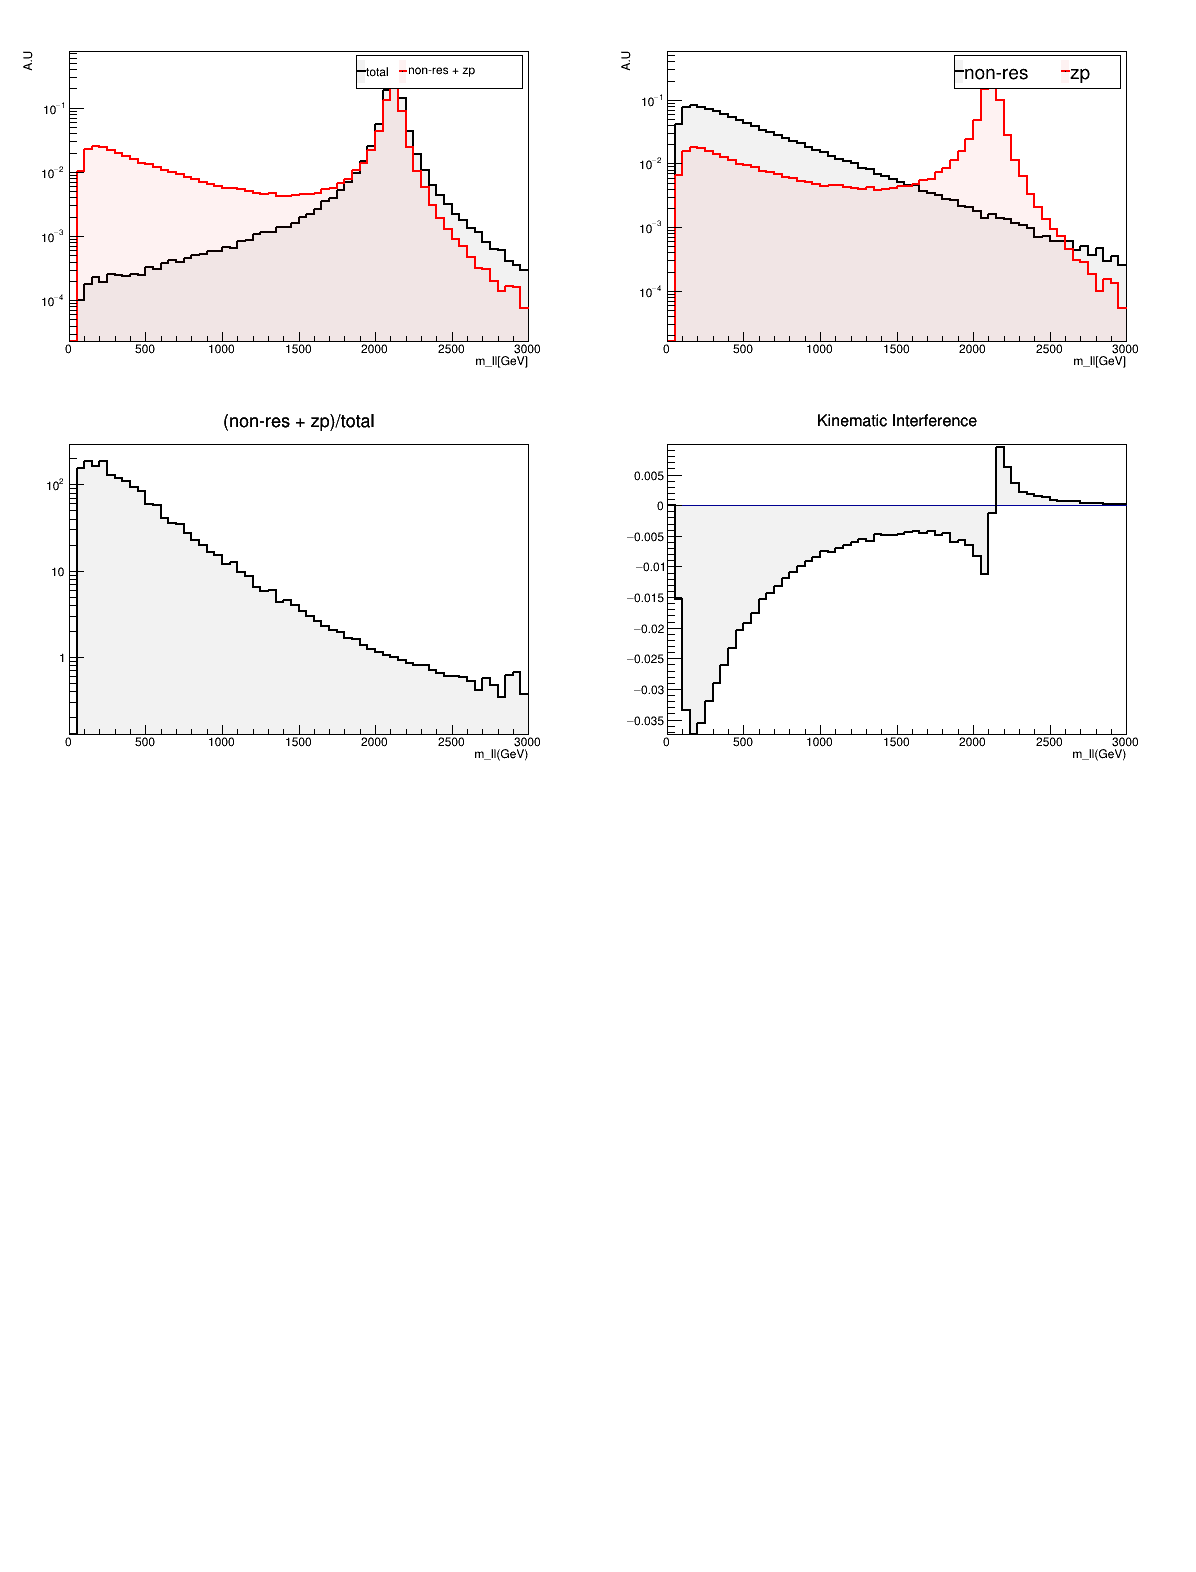 A.U
total non-res + zp
10⁻¹
10⁻²
10⁻³
10⁻⁴
0 500 1000 1500 2000 2500 3000
m_ll[GeV]
A.U
non-res zp
10⁻¹
10⁻²
10⁻³
10⁻⁴
0 500 1000 1500 2000 2500 3000
m_ll[GeV]
(non-res + zp)/total
10²
10
1
0 500 1000 1500 2000 2500 3000
m_ll(GeV)
Kinematic Interference
0.005
0
−0.005
−0.01
−0.015
−0.02
−0.025
−0.03
−0.035
0 500 1000 1500 2000 2500 3000
m_ll(GeV)